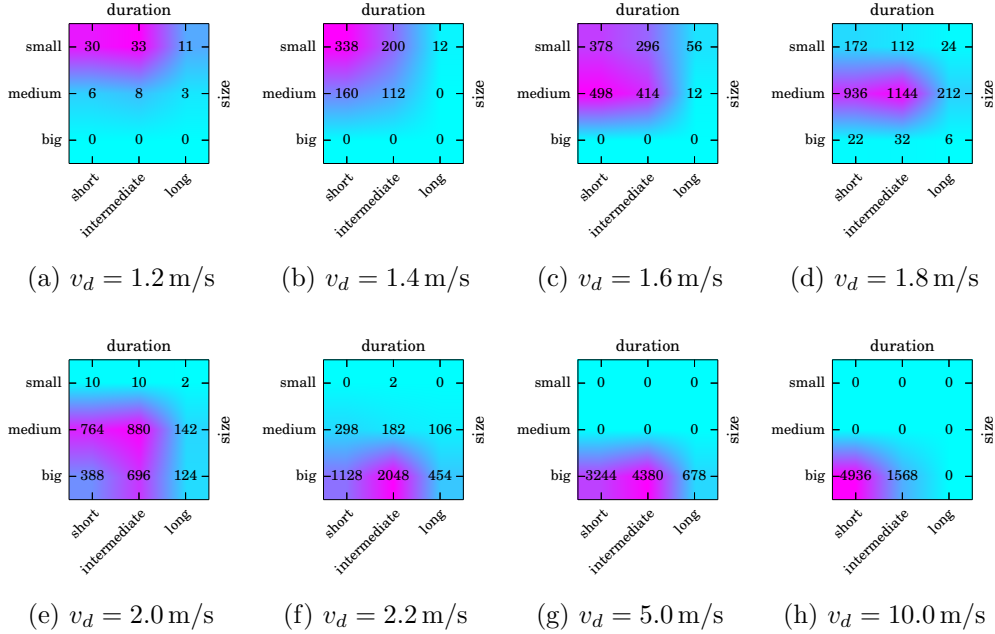 duration duration duration duration
small 30 33 11 338 200 12 small 378 296 56 172 112 24
medium 6 8 3 size medium 160 112 0 size medium 498 414 12 size medium 936 1144 212 size
big 0 0 0 big 0 0 0 big 0 0 0 big 22 32 6
short intermediate long short intermediate long short intermediate long short intermediate long
(a) v_d = 1.2 m/s (b) v_d = 1.4 m/s (c) v_d = 1.6 m/s (d) v_d = 1.8 m/s
duration duration duration duration
small 10 10 2 small 0 2 0 small 0 0 0 small 0 0 0
medium 764 880 142 size medium 298 182 106 size medium 0 0 0 size medium 0 0 0 size
big 388 696 124 big 1128 2048 454 big 3244 4380 678 big 4936 1568 0
short intermediate long short intermediate long short intermediate long short intermediate long
(e) v_d = 2.0 m/s (f) v_d = 2.2 m/s (g) v_d = 5.0 m/s (h) v_d = 10.0 m/s